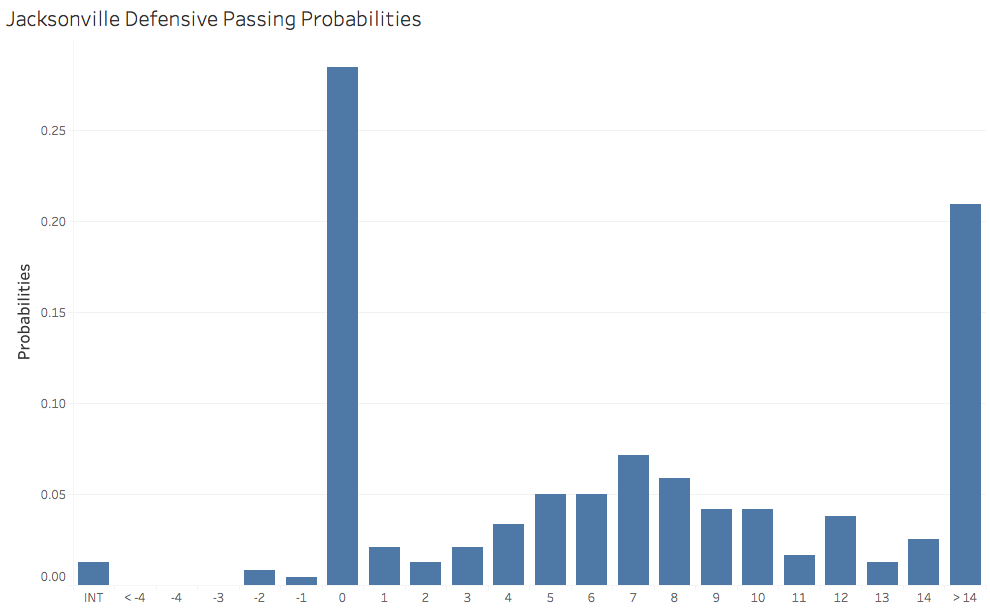 Jacksonville Defensive Passing Probabilities
Probabilities
0.25
0.20
0.15
0.10
0.05
0.00
INT < -4 -4 -3 -2 -1 0 1 2 3 4 5 6 7 8 9 10 11 12 13 14 > 14